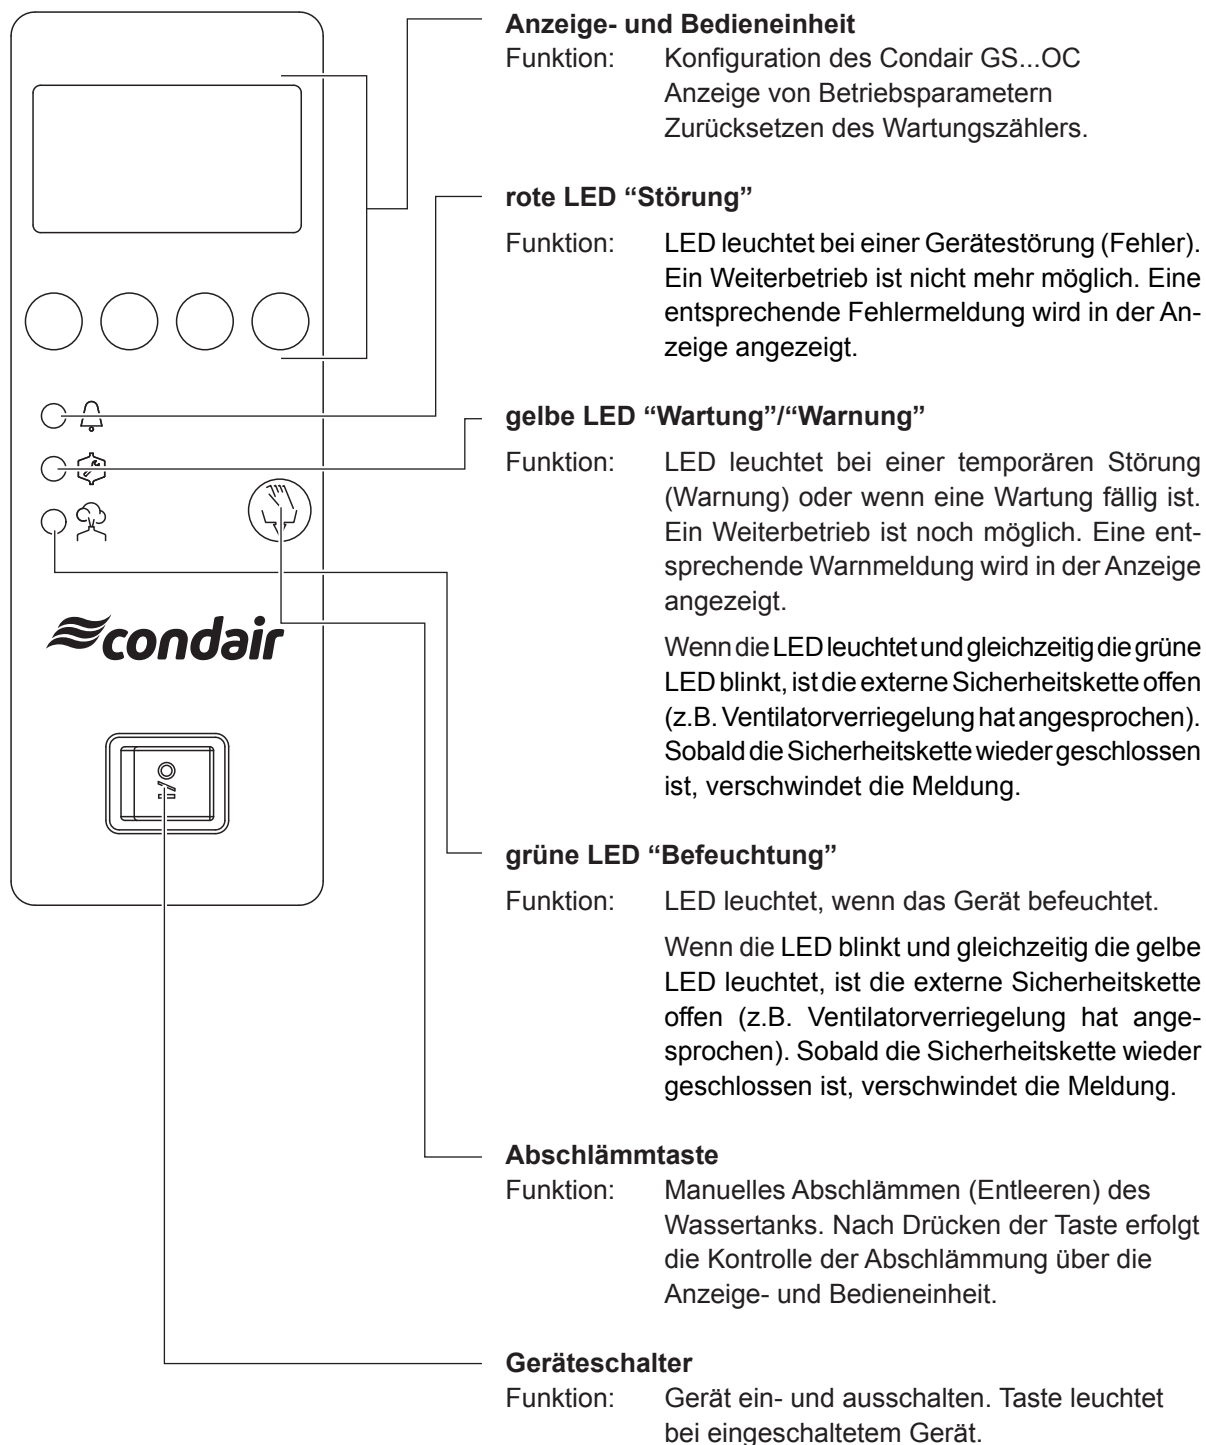 Anzeige- und Bedieneinheit
Funktion: Konfiguration des Condair GS...OC
Anzeige von Betriebsparametern
Zurücksetzen des Wartungszählers.
rote LED “Störung”
Funktion: LED leuchtet bei einer Gerätestörung (Fehler).
Ein Weiterbetrieb ist nicht mehr möglich. Eine
entsprechende Fehlermeldung wird in der An-
zeige angezeigt.
gelbe LED “Wartung”/“Warnung”
Funktion: LED leuchtet bei einer temporären Störung
(Warnung) oder wenn eine Wartung fällig ist.
Ein Weiterbetrieb ist noch möglich. Eine ent-
sprechende Warnmeldung wird in der Anzeige
angezeigt.
Wenn die LED leuchtet und gleichzeitig die grüne
LED blinkt, ist die externe Sicherheitskette offen
(z.B. Ventilatorverriegelung hat angesprochen).
Sobald die Sicherheitskette wieder geschlossen
ist, verschwindet die Meldung.
condair
grüne LED “Befeuchtung”
Funktion: LED leuchtet, wenn das Gerät befeuchtet.
Wenn die LED blinkt und gleichzeitig die gelbe
LED leuchtet, ist die externe Sicherheitskette
offen (z.B. Ventilatorverriegelung hat ange-
sprochen). Sobald die Sicherheitskette wieder
geschlossen ist, verschwindet die Meldung.
Abschlämmtaste
Funktion: Manuelles Abschlämmen (Entleeren) des
Wassertanks. Nach Drücken der Taste erfolgt
die Kontrolle der Abschlämmung über die
Anzeige- und Bedieneinheit.
Geräteschalter
Funktion: Gerät ein- und ausschalten. Taste leuchtet
bei eingeschaltetem Gerät.